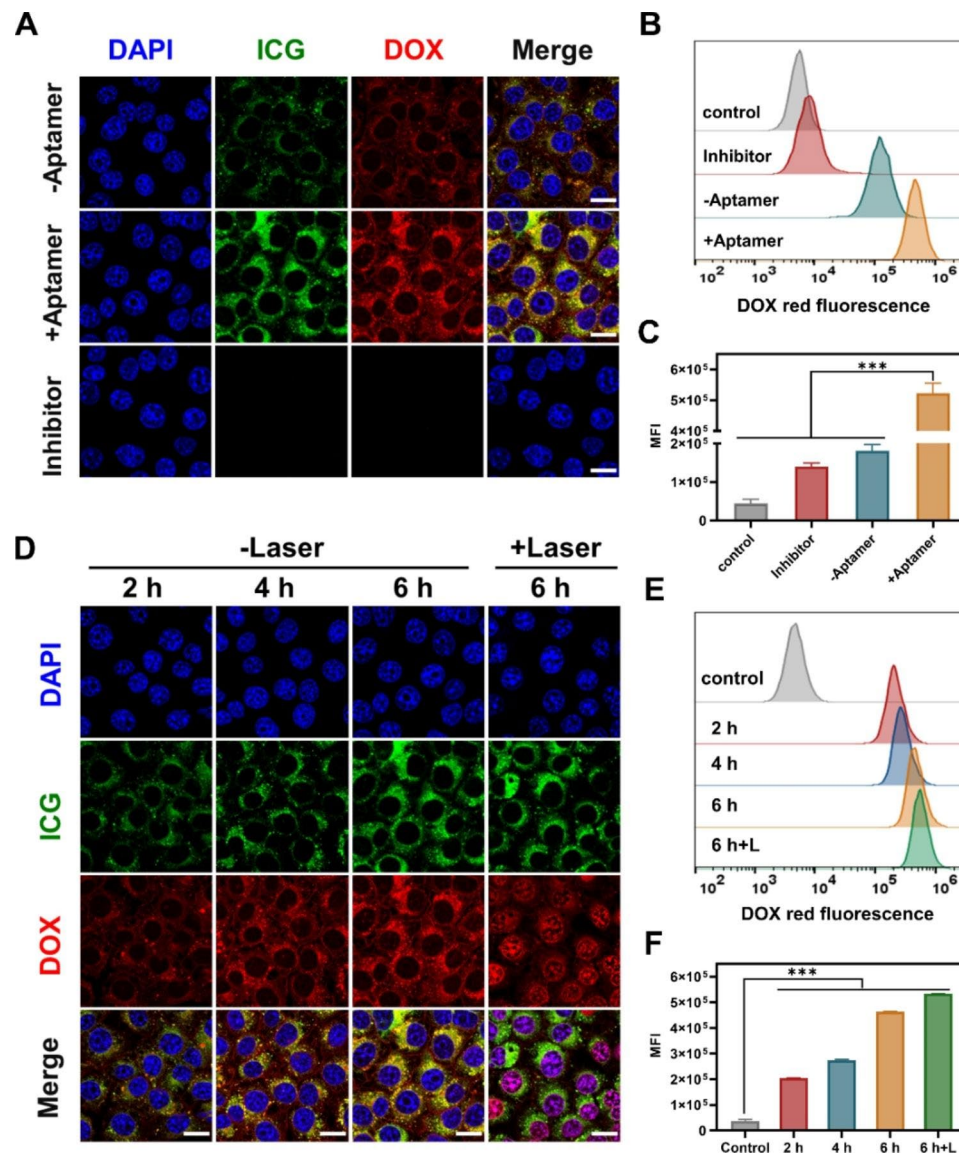 A
DAPI ICG DOX Merge
-Aptamer
+Aptamer
Inhibitor
B
control
Inhibitor
-Aptamer
+Aptamer
10² 10³ 10⁴ 10⁵ 10⁶
DOX red fluorescence
C
MFI
6×10⁵
5×10⁵
2×10⁵
1×10⁵
0
***
control Inhibitor -Aptamer +Aptamer
D
-Laser +Laser
2 h 4 h 6 h 6 h
DAPI
ICG
DOX
Merge
E
control
2 h
4 h
6 h
6 h+L
10² 10³ 10⁴ 10⁵ 10⁶
DOX red fluorescence
F
MFI
6×10⁵
5×10⁵
4×10⁵
3×10⁵
2×10⁵
1×10⁵
0
***
Control 2 h 4 h 6 h 6 h+L